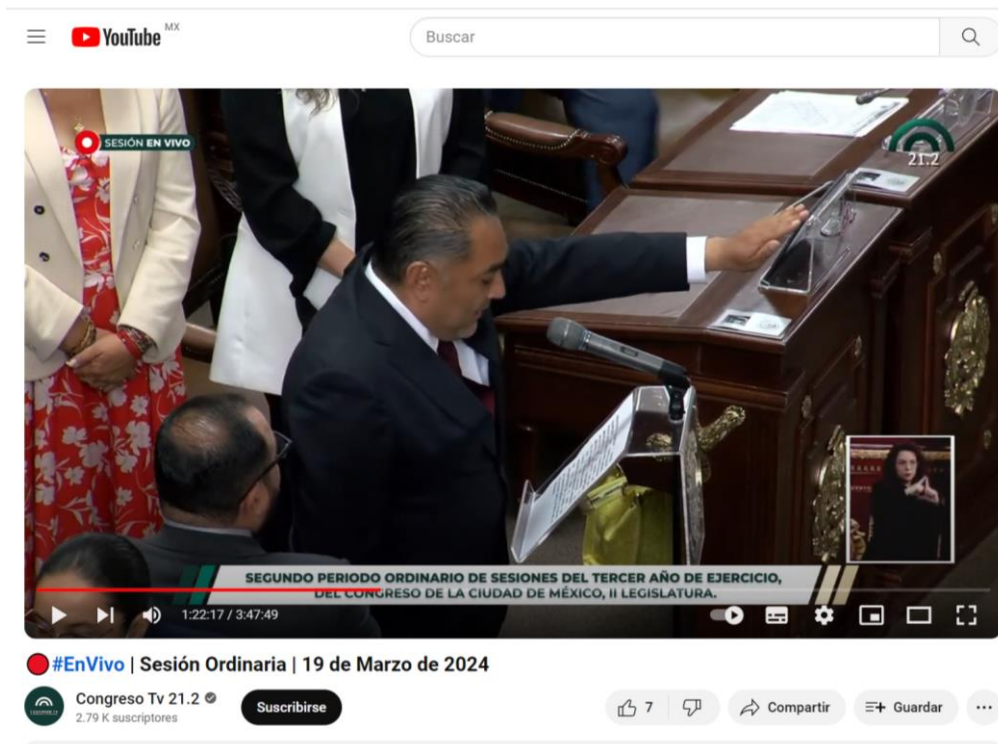 YouTube MX
Buscar
SESIÓN EN VIVO
21.2
SEGUNDO PERIODO ORDINARIO DE SESIONES DEL TERCER AÑO DE EJERCICIO,
DEL CONGRESO DE LA CIUDAD DE MÉXICO, II LEGISLATURA.
1:22:17 / 3:47:49
#EnVivo | Sesión Ordinaria | 19 de Marzo de 2024
Congreso Tv 21.2
2.79 K suscriptores
Suscribirse
7
Compartir
Guardar